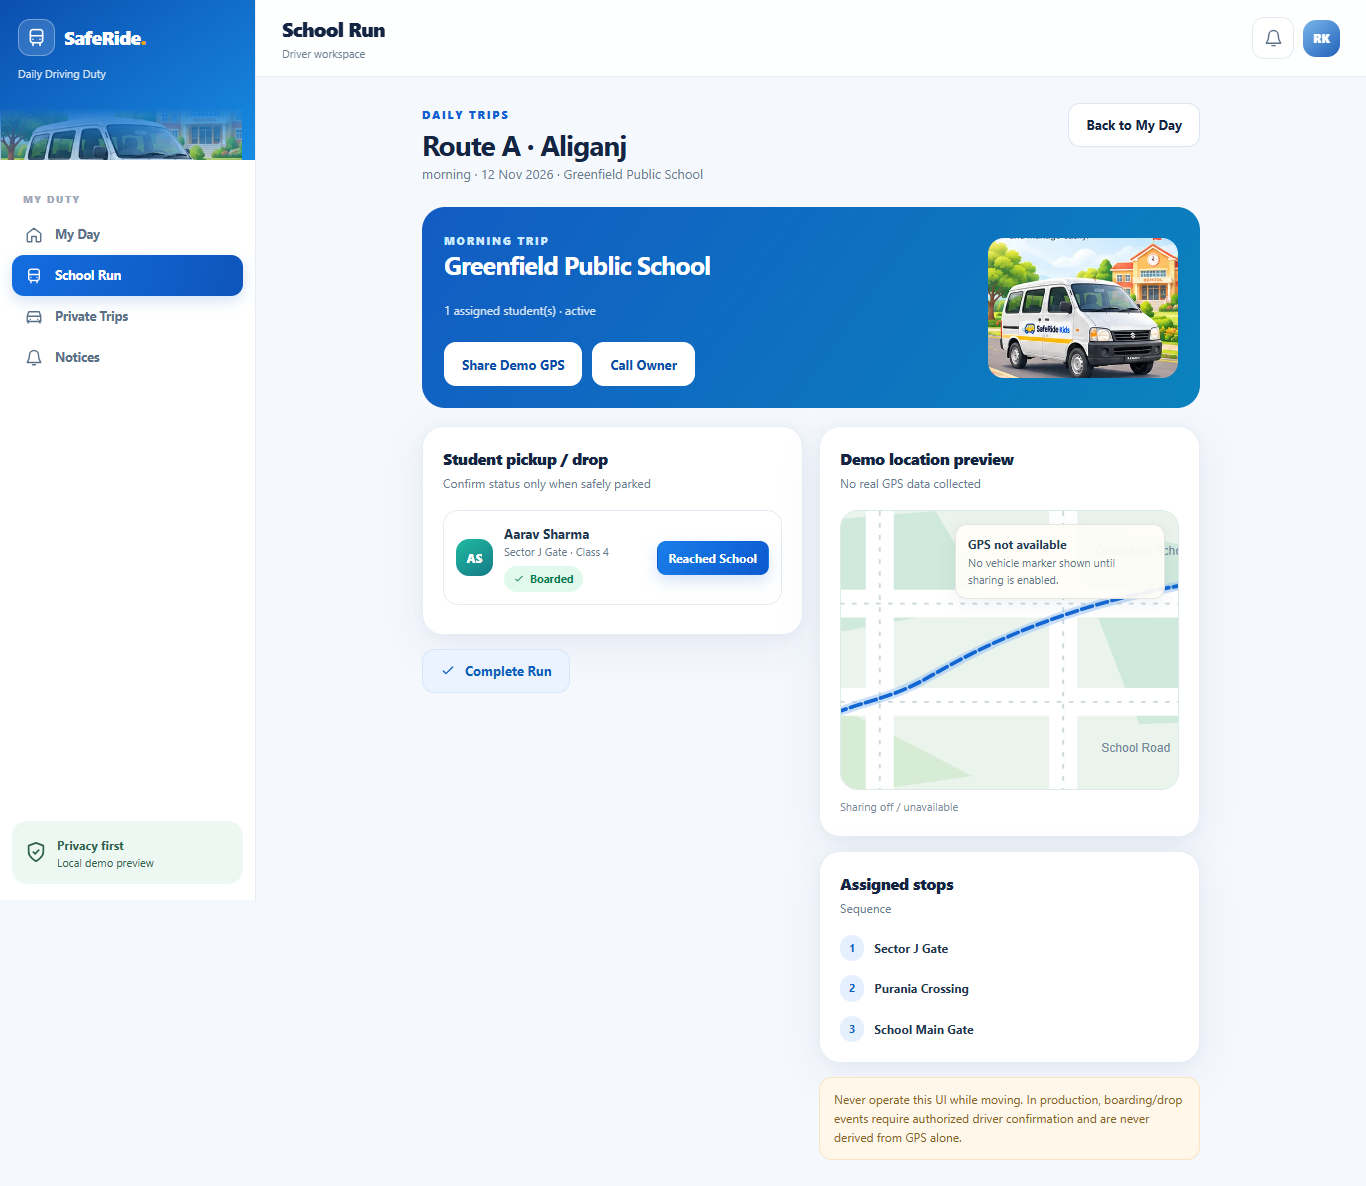 SafeRide.
Daily Driving Duty
MY DUTY
My Day
School Run
Private Trips
Notices
Privacy first
Local demo preview
School Run
Driver workspace
RK
DAILY TRIPS
Route A · Aliganj
morning · 12 Nov 2026 · Greenfield Public School
Back to My Day
MORNING TRIP
Greenfield Public School
1 assigned student(s) · active
Share Demo GPS
Call Owner
SCHOOL
SafeRide Kids
Student pickup / drop
Confirm status only when safely parked
AS
Aarav Sharma
Sector J Gate · Class 4
Boarded
Reached School
Complete Run
Demo location preview
No real GPS data collected
GPS not available
No vehicle marker shown until
sharing is enabled.
School Road
Sharing off / unavailable
Assigned stops
Sequence
1 Sector J Gate
2 Purania Crossing
3 School Main Gate
Never operate this UI while moving. In production, boarding/drop
events require authorized driver confirmation and are never
derived from GPS alone.